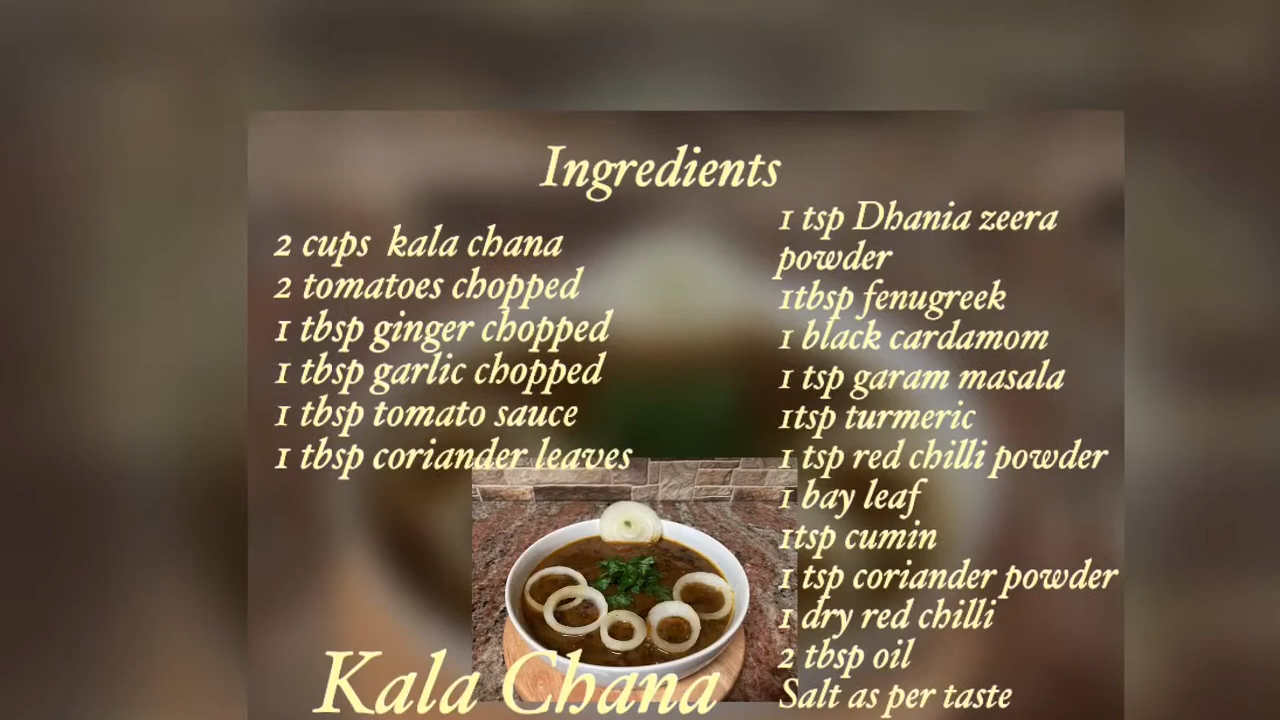 Ingredients
2 cups kala chana
2 tomatoes chopped
1 tbsp ginger chopped
1 tbsp garlic chopped
1 tbsp tomato sauce
1 tbsp coriander leaves
1 tsp Dhania zeera
powder
1tbsp fenugreek
1 black cardamom
1 tsp garam masala
1tsp turmeric
1 tsp red chilli powder
1 bay leaf
1tsp cumin
1 tsp coriander powder
1 dry red chilli
2 tbsp oil
Salt as per taste
Kala Chana